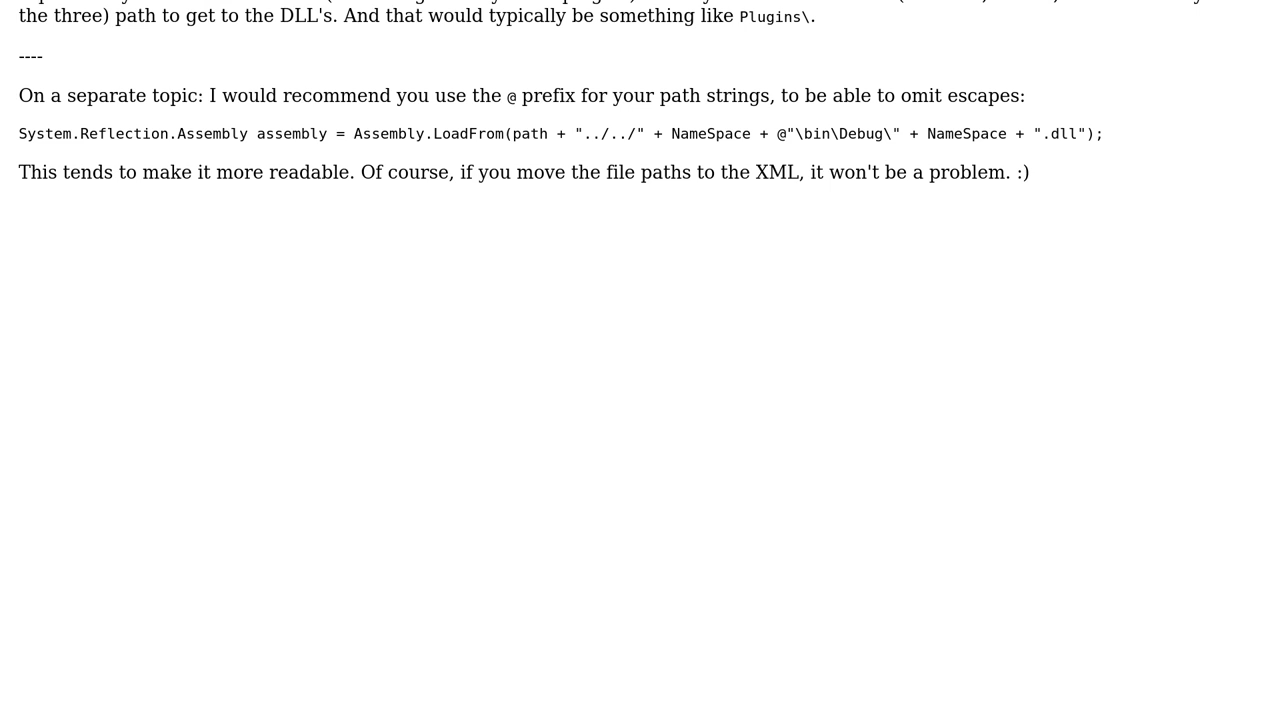 the three) path to get to the DLL's. And that would typically be something like Plugins\.
----
On a separate topic: I would recommend you use the @ prefix for your path strings, to be able to omit escapes:
System.Reflection.Assembly assembly = Assembly.LoadFrom(path + "../../" + NameSpace + @"\bin\Debug\" + NameSpace + ".dll");
This tends to make it more readable. Of course, if you move the file paths to the XML, it won't be a problem. :)